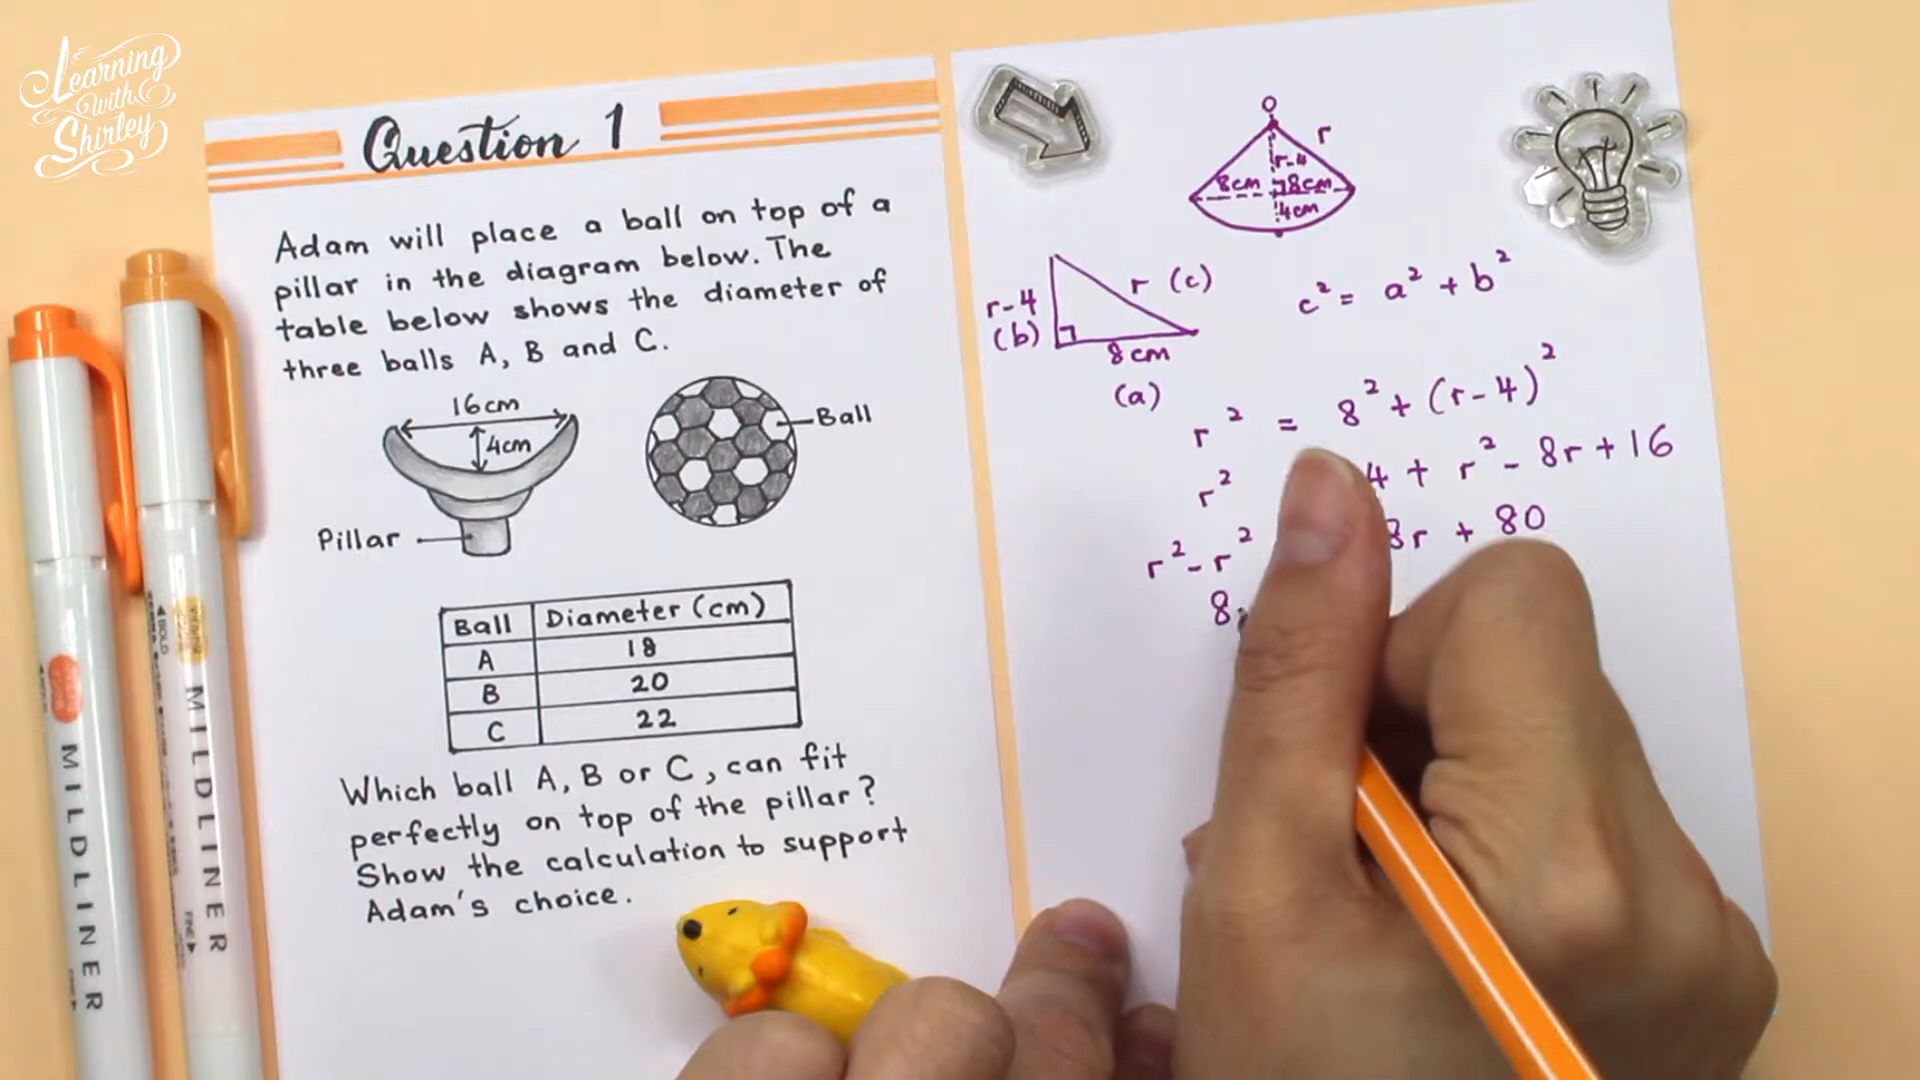 Learning
With
Shirley
Question 1
Adam will place a ball on top of a
pillar in the diagram below. The
table below shows the diameter of
three balls A, B and C.
16cm
4cm
Ball
Pillar
Ball Diameter (cm)
A 18
B 20
C 22
Which ball A, B or C, can fit
perfectly on top of the pillar?
Show the calculation to support
Adam's choice.
MILDLINER
MILDLINER
FINE
BOLD
O
r
r-4
8cm 8cm
4cm
r-4
(b)
r (c)
8cm
(a)
c² = a² + b²
r² = 8² + (r-4)²
r² 4 + r² - 8r + 16
r² - r² 8r + 80
8